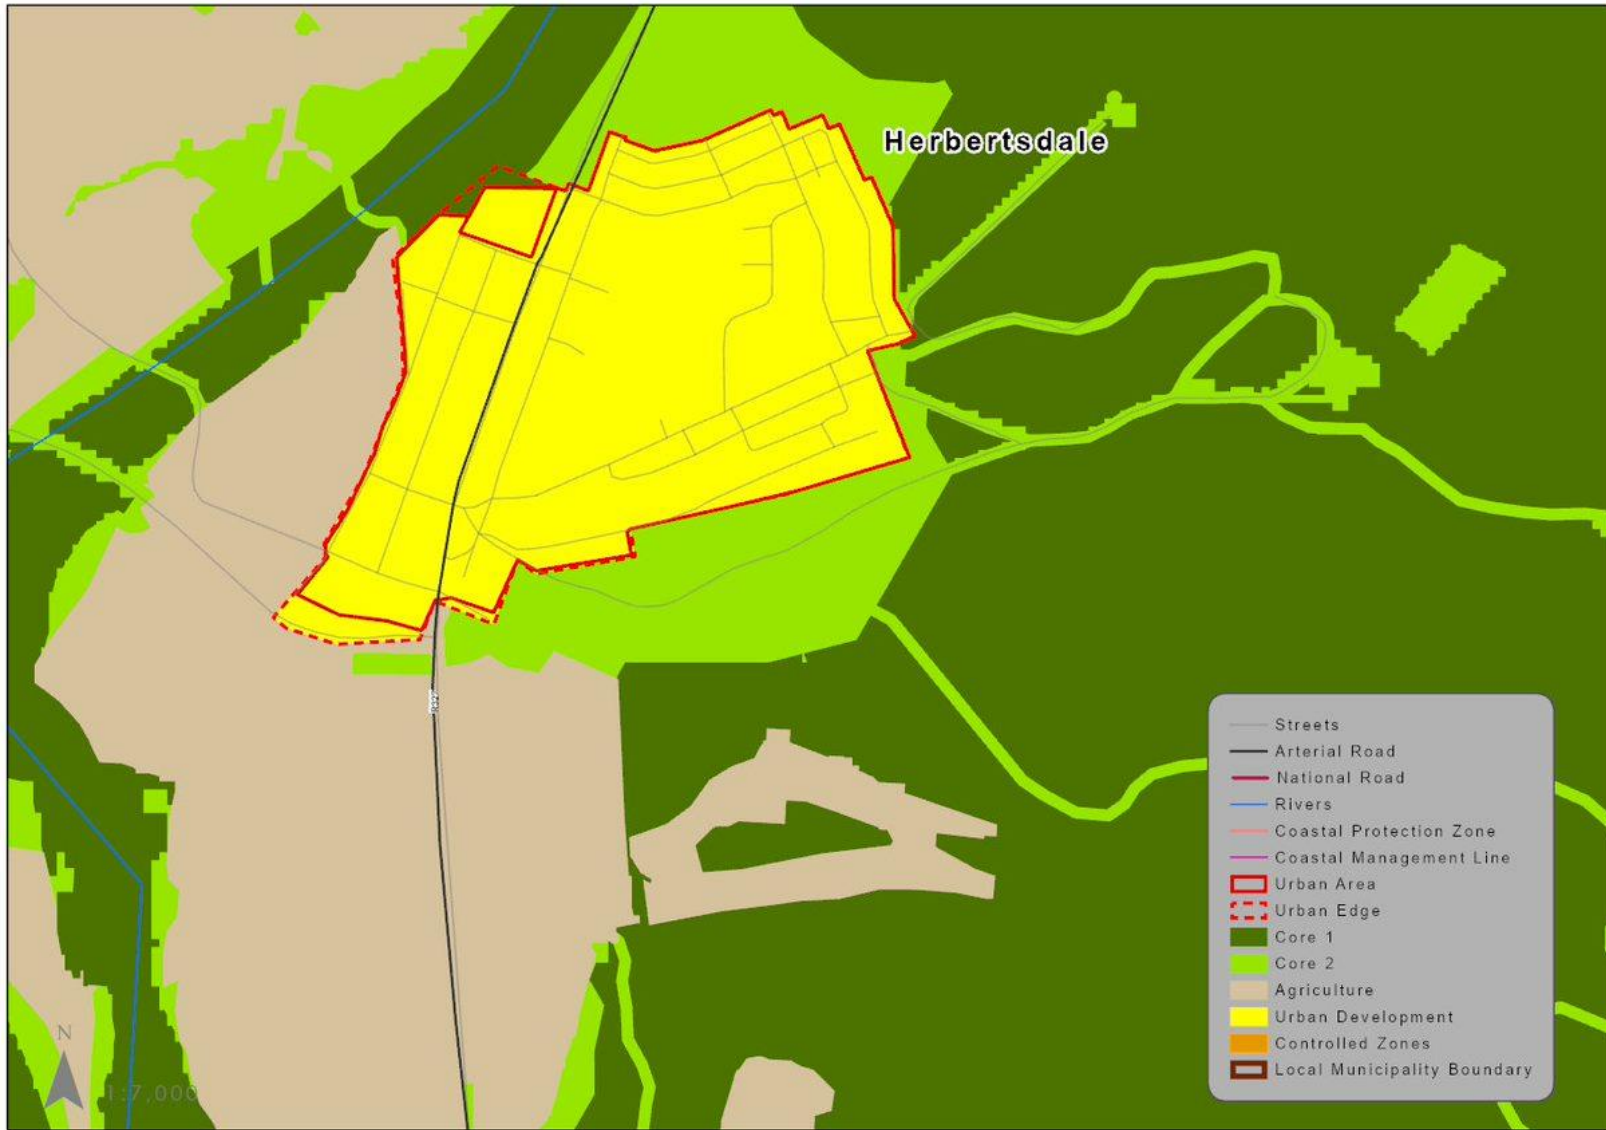 Herbertsdale
R327
Streets
Arterial Road
National Road
Rivers
Coastal Protection Zone
Coastal Management Line
Urban Area
Urban Edge
Core 1
Core 2
Agriculture
Urban Development
Controlled Zones
Local Municipality Boundary
N
1:7,000